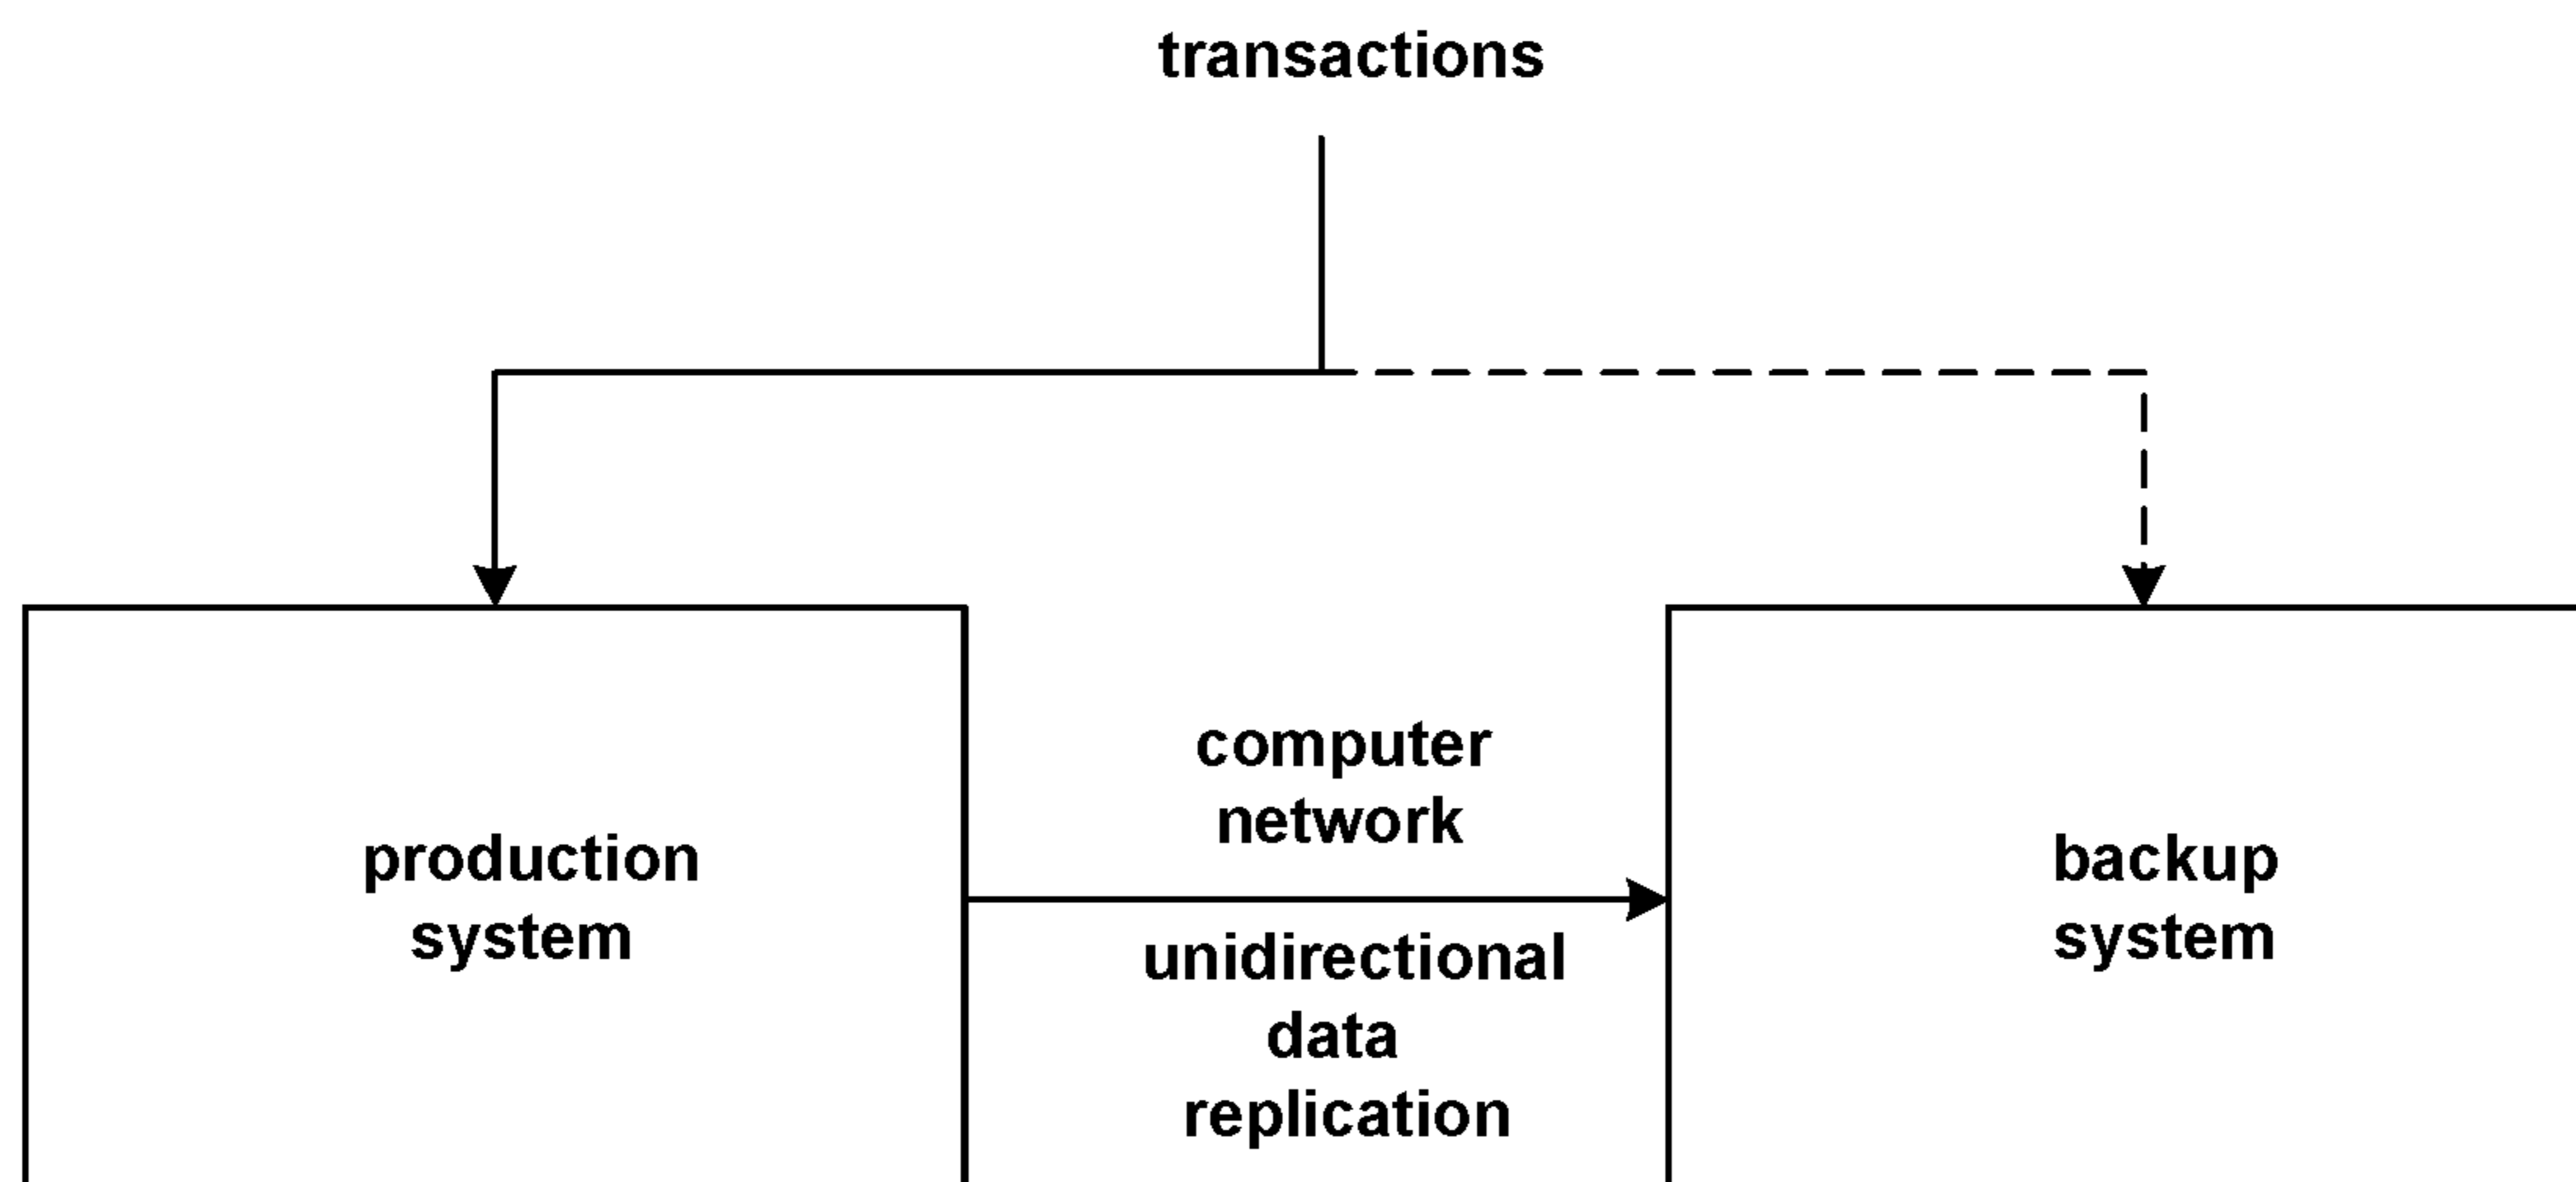 transactions
computer
network
production
system
backup
system
unidirectional
data
replication